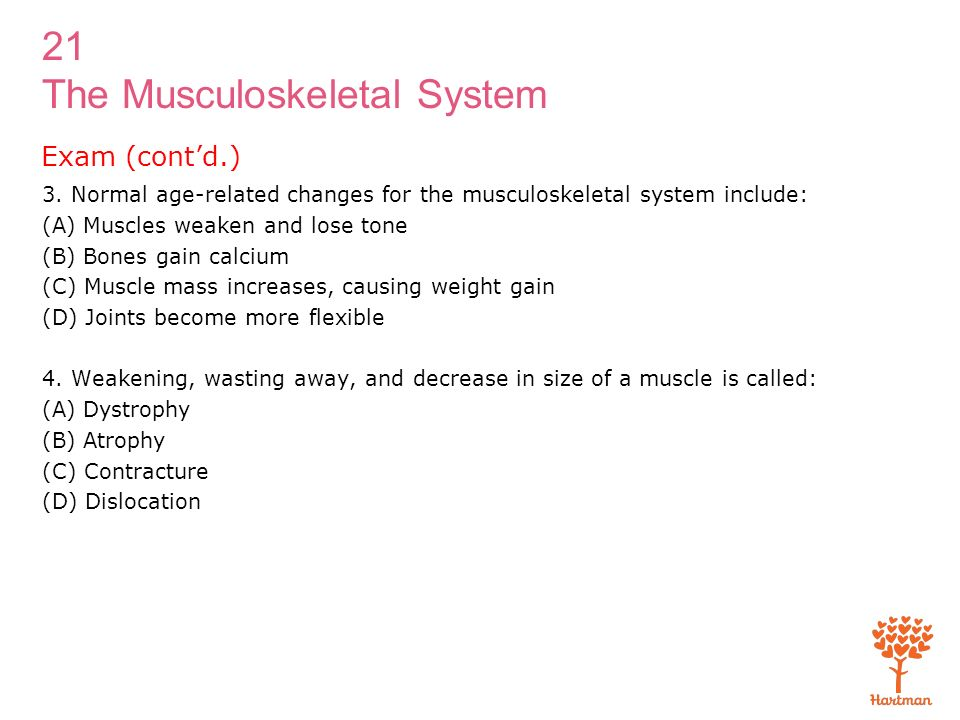 21
The Musculoskeletal System
Exam (cont’d.)
3. Normal age-related changes for the musculoskeletal system include:
(A) Muscles weaken and lose tone
(B) Bones gain calcium
(C) Muscle mass increases, causing weight gain
(D) Joints become more flexible
4. Weakening, wasting away, and decrease in size of a muscle is called:
(A) Dystrophy
(B) Atrophy
(C) Contracture
(D) Dislocation
Hartman